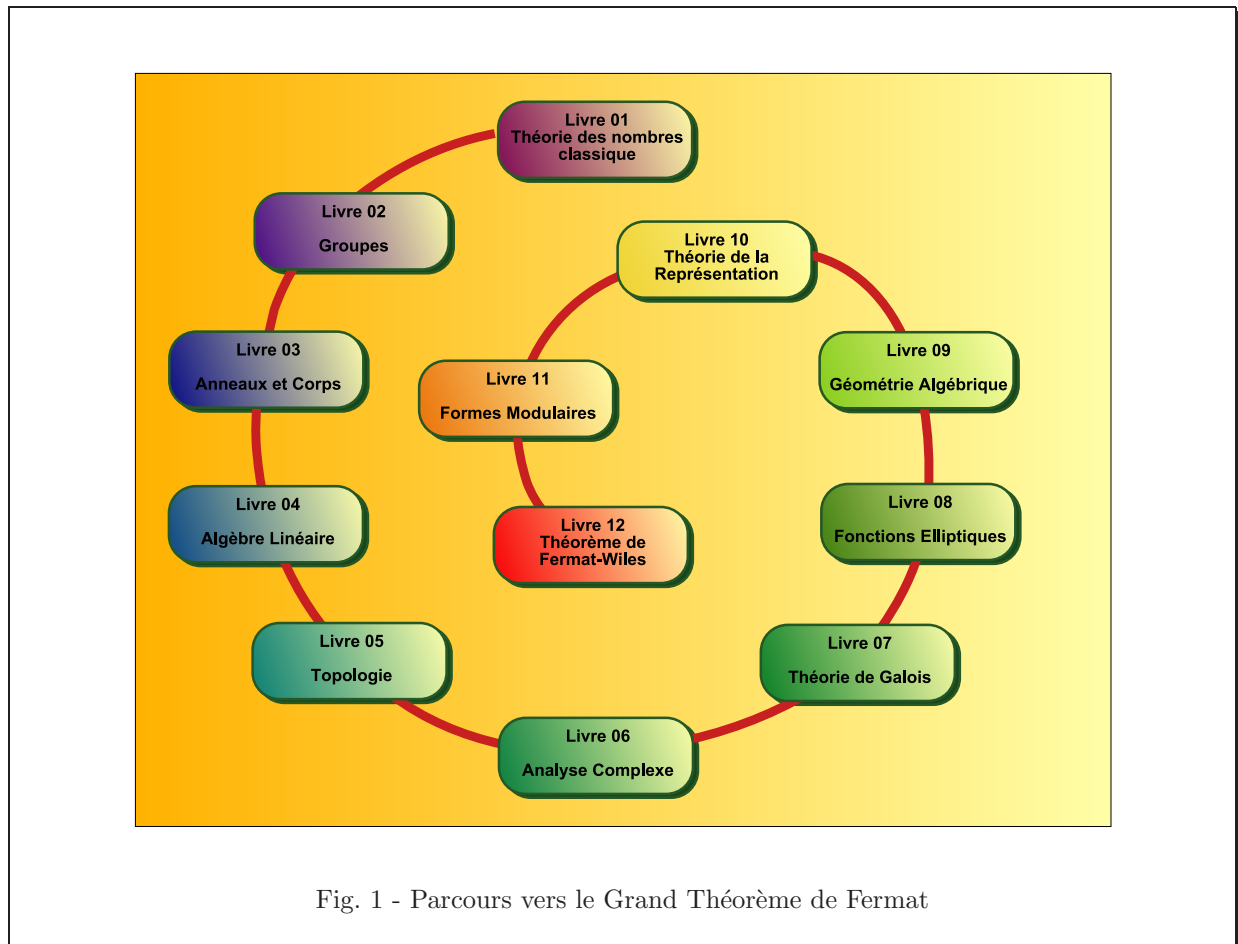 Livre 01
Théorie des nombres
classique
Livre 02
Groupes
Livre 03
Anneaux et Corps
Livre 04
Algèbre Linéaire
Livre 05
Topologie
Livre 06
Analyse Complexe
Livre 07
Théorie de Galois
Livre 08
Fonctions Elliptiques
Livre 09
Géométrie Algébrique
Livre 10
Théorie de la
Représentation
Livre 11
Formes Modulaires
Livre 12
Théorème de
Fermat-Wiles
Fig. 1 - Parcours vers le Grand Théorème de Fermat